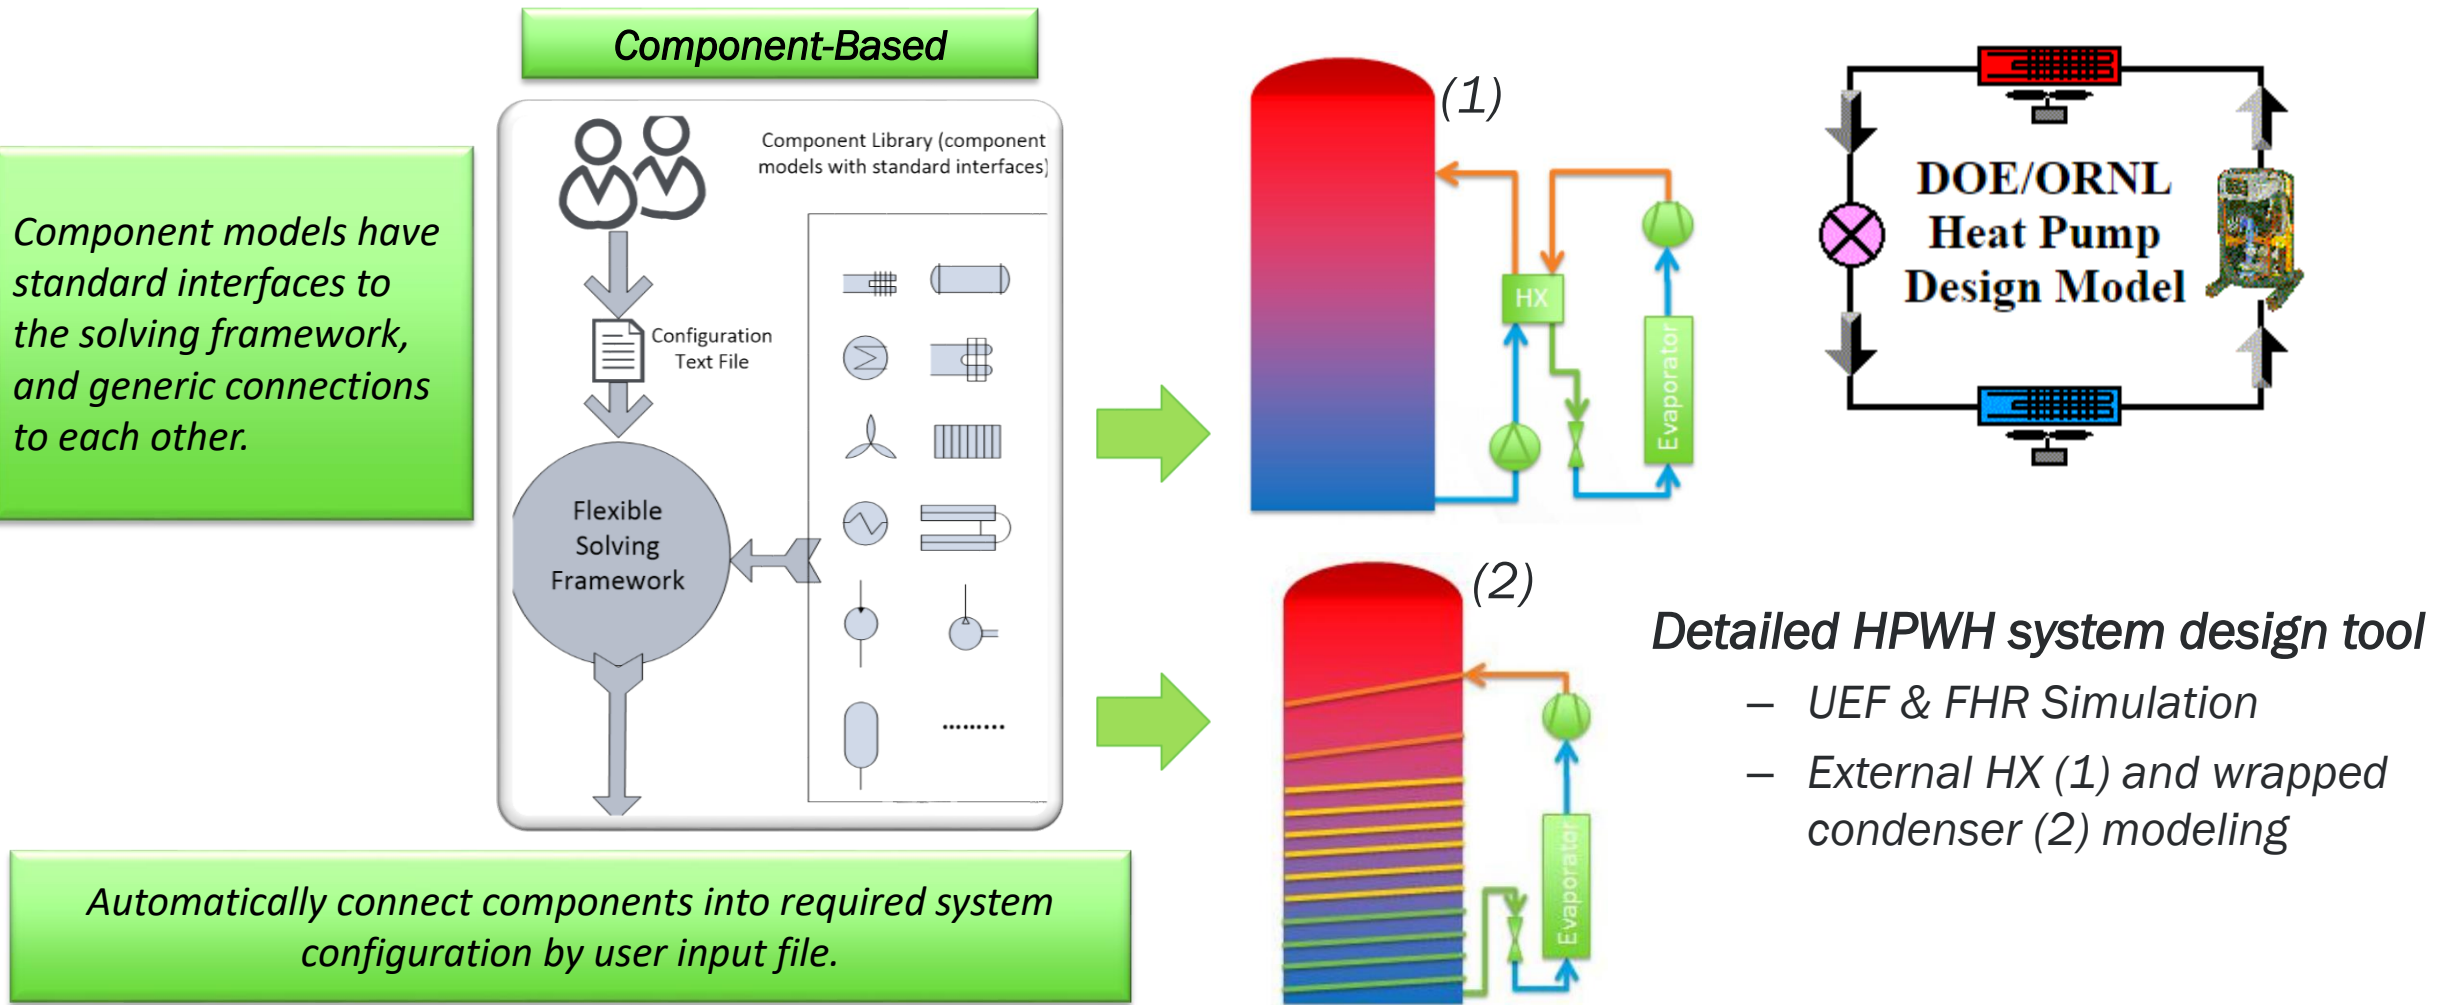 Component-Based
Component models have
standard interfaces to
the solving framework,
and generic connections
to each other.
Component Library (component
models with standard interfaces)
Configuration
Text File
Flexible
Solving
Framework
Automatically connect components into required system
configuration by user input file.
(1)
HX
Evaporator
(2)
Evaporator
DOE/ORNL
Heat Pump
Design Model
Detailed HPWH system design tool
– UEF & FHR Simulation
– External HX (1) and wrapped
condenser (2) modeling